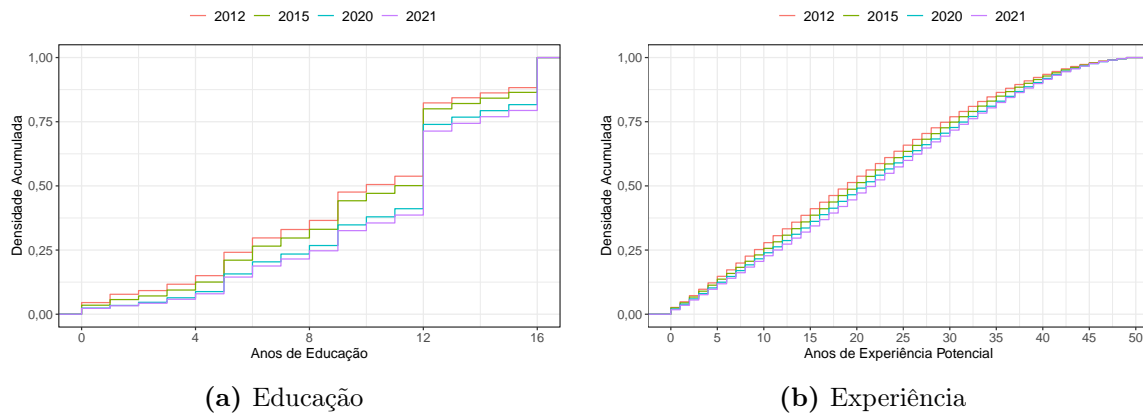 2012 2015 2020 2021
1,00
0,75
0,50
0,25
0,00
Densidade Acumulada
0 4 8 12 16
Anos de Educação
(a) Educação
2012 2015 2020 2021
1,00
0,75
0,50
0,25
0,00
Densidade Acumulada
0 5 10 15 20 25 30 35 40 45 50
Anos de Experiência Potencial
(b) Experiência